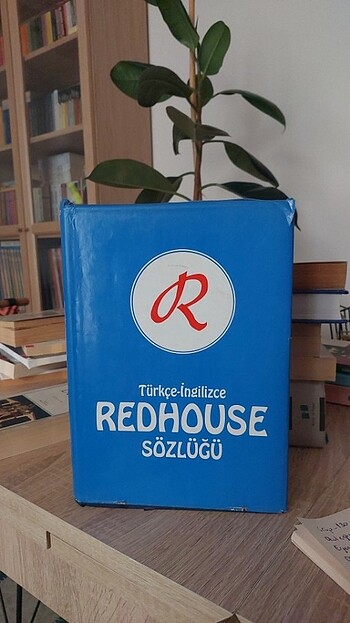 R
Türkçe-İngilizce
REDHOUSE
SÖZLÜĞÜ